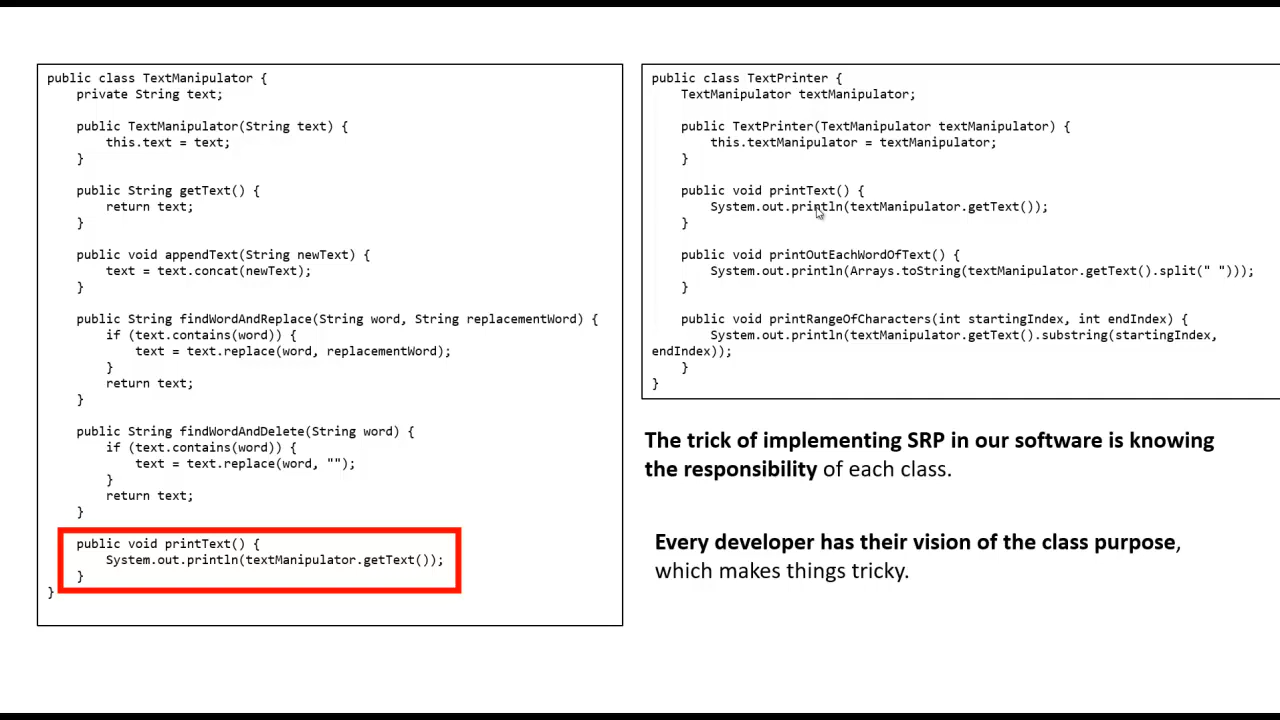 public class TextManipulator {
private String text;
public TextManipulator(String text) {
this.text = text;
}
public String getText() {
return text;
}
public void appendText(String newText) {
text = text.concat(newText);
}
public String findWordAndReplace(String word, String replacementWord) {
if (text.contains(word)) {
text = text.replace(word, replacementWord);
}
return text;
}
public String findWordAndDelete(String word) {
if (text.contains(word)) {
text = text.replace(word, "");
}
return text;
}
public void printText() {
System.out.println(textManipulator.getText());
}
}
public class TextPrinter {
TextManipulator textManipulator;
public TextPrinter(TextManipulator textManipulator) {
this.textManipulator = textManipulator;
}
public void printText() {
System.out.println(textManipulator.getText());
}
public void printOutEachWordOfText() {
System.out.println(Arrays.toString(textManipulator.getText().split(" ")));
}
public void printRangeOfCharacters(int startingIndex, int endIndex) {
System.out.println(textManipulator.getText().substring(startingIndex,
endIndex));
}
}
The trick of implementing SRP in our software is knowing
the responsibility of each class.
Every developer has their vision of the class purpose,
which makes things tricky.